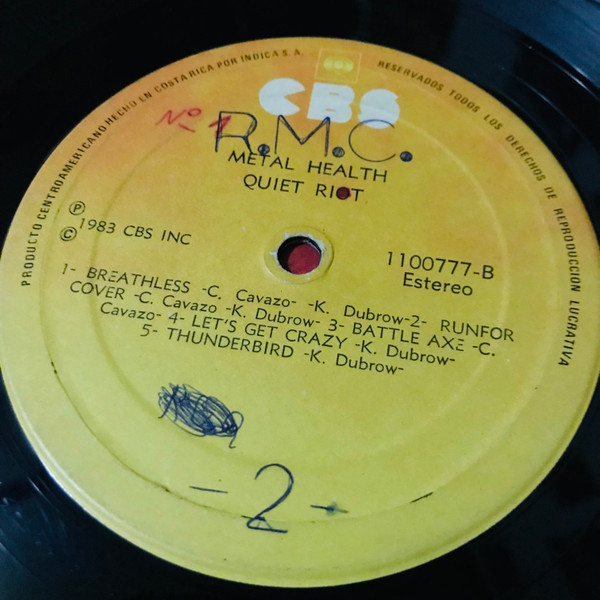 PRODUCTO CENTROAMERICANO HECHO EN COSTA RICA POR INDICA S.A.
RESERVADOS TODOS LOS DERECHOS DE REPRODUCCION LUCRATIVA
CBS
Nº 1
R.M.C.
METAL HEALTH
QUIET RIOT
Ⓟ
© 1983 CBS INC
1100777-B
Estereo
1- BREATHLESS -C. Cavazo- -K. Dubrow-2- RUNFOR
COVER -C. Cavazo -K. Dubrow- 3- BATTLE AXE -C.
Cavazo- 4- LET'S GET CRAZY -K. Dubrow-
5- THUNDERBIRD -K. Dubrow-
- 2 -